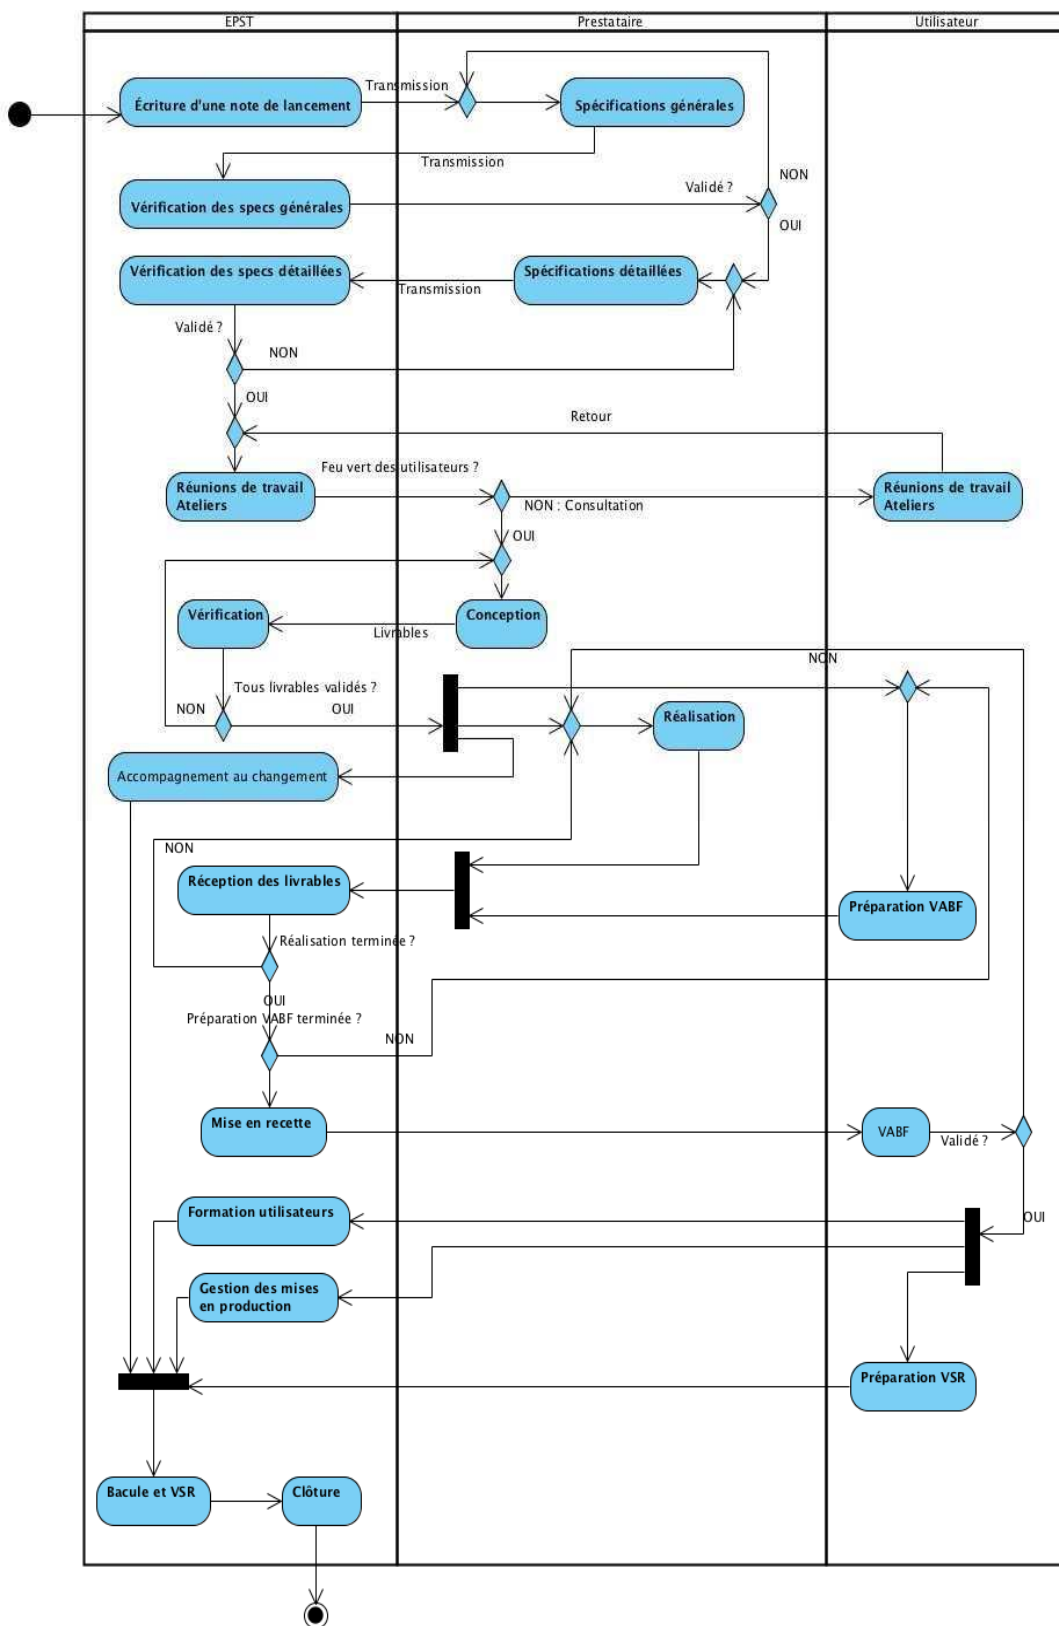 EPST
Prestataire
Utilisateur
Transmission
Écriture d'une note de lancement
Spécifications générales
Transmission
NON
Validé ?
Vérification des specs générales
OUI
Vérification des specs détaillées
Spécifications détaillées
Transmission
Validé ?
NON
OUI
Retour
Feu vert des utilisateurs ?
Réunions de travail
Ateliers
Réunions de travail
Ateliers
NON : Consultation
OUI
Vérification
Conception
Livrables
NON
Tous livrables validés ?
NON
OUI
Réalisation
Accompagnement au changement
NON
Réception des livrables
Préparation VABF
Réalisation terminée ?
OUI
Préparation VABF terminée ?
NON
Mise en recette
VABF
Validé ?
Formation utilisateurs
OUI
Gestion des mises
en production
Préparation VSR
Bacule et VSR
Clôture